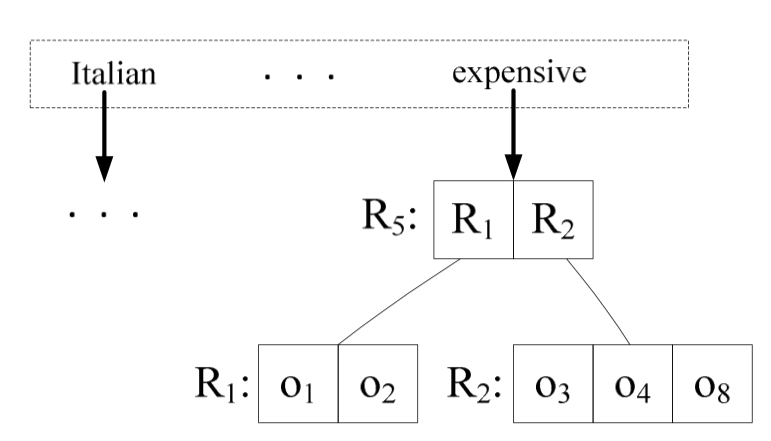 Italian . . . expensive
. . . R₅: R₁ R₂
R₁: o₁ o₂ R₂: o₃ o₄ o₈